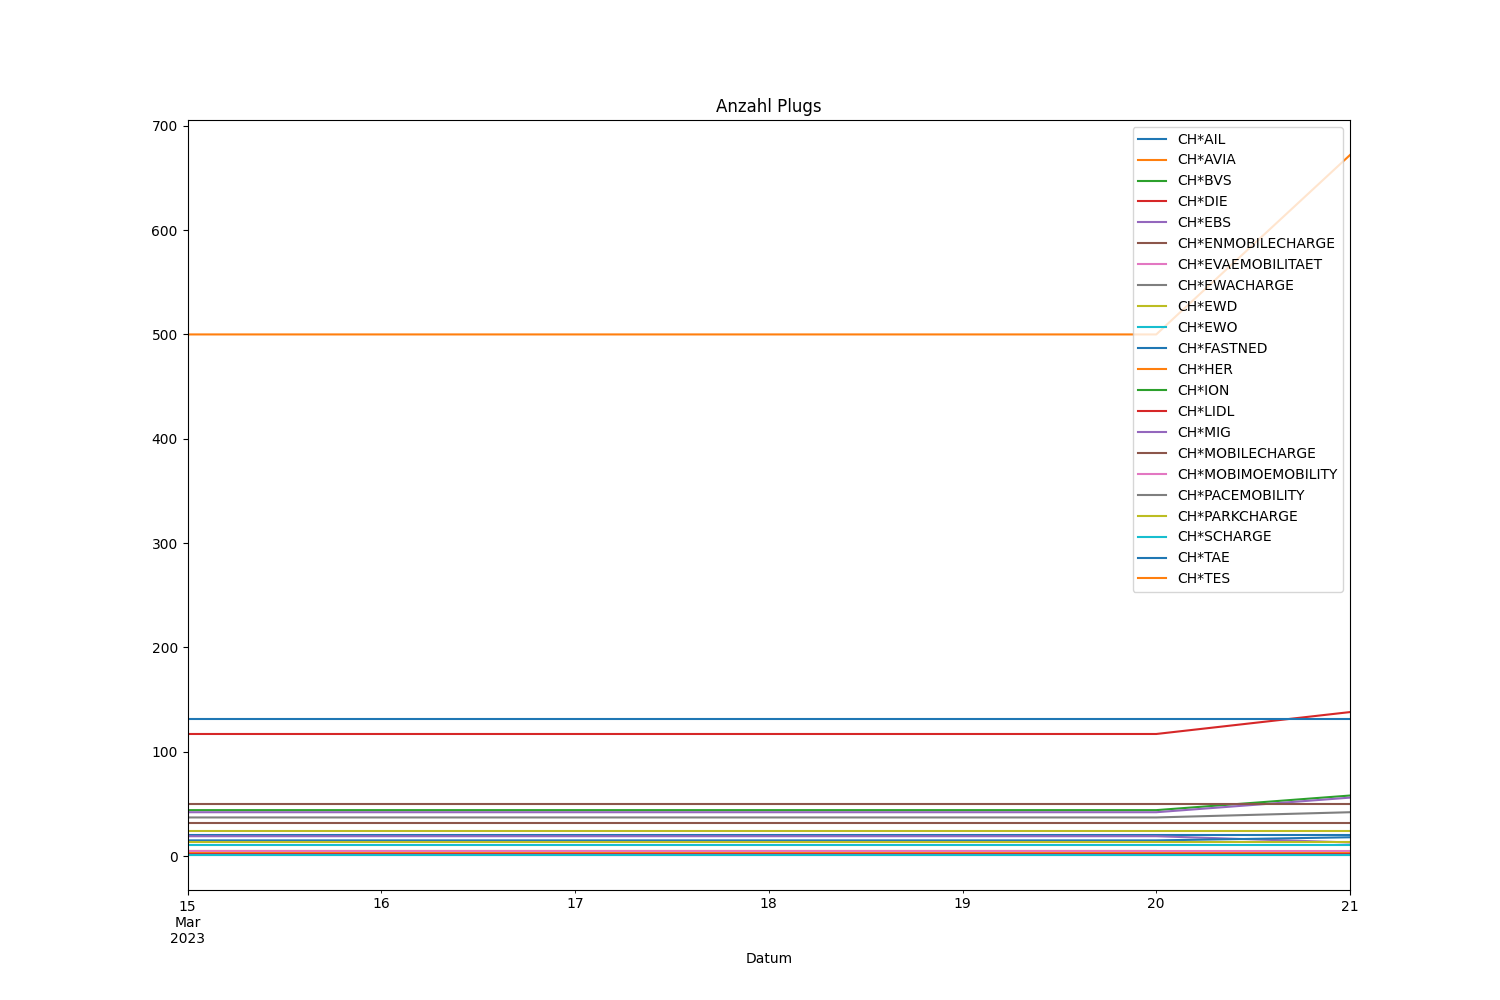 Anzahl Plugs
700
600
500
400
300
200
100
0
CH*AIL
CH*AVIA
CH*BVS
CH*DIE
CH*EBS
CH*ENMOBILECHARGE
CH*EVAEMOBILITAET
CH*EWACHARGE
CH*EWD
CH*EWO
CH*FASTNED
CH*HER
CH*ION
CH*LIDL
CH*MIG
CH*MOBILECHARGE
CH*MOBIMOEMOBILITY
CH*PACEMOBILITY
CH*PARKCHARGE
CH*SCHARGE
CH*TAE
CH*TES
15 16 17 18 19 20 21
Mar
2023
Datum